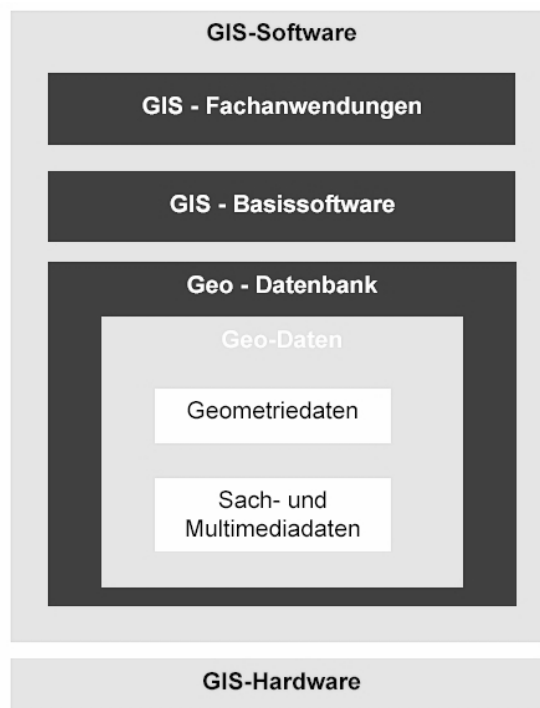 GIS-Software
GIS - Fachanwendungen
GIS - Basissoftware
Geo - Datenbank
Geo-Daten
Geometriedaten
Sach- und
Multimediadaten
GIS-Hardware